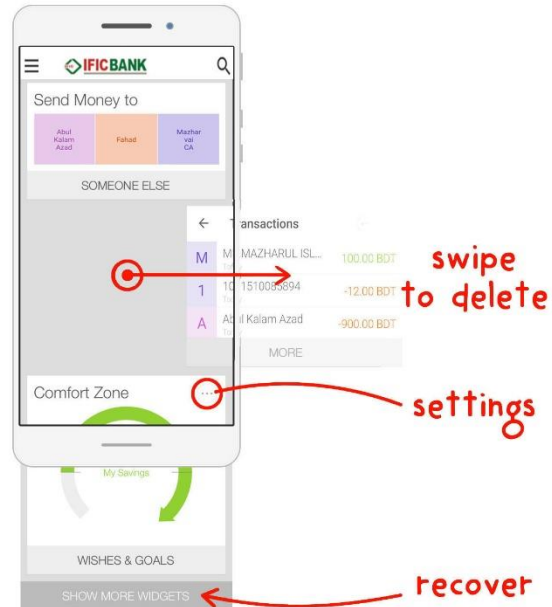 IFIC BANK
Send Money to
Abul
Kalam
Azad
Fahad
Mazhar
vai
CA
SOMEONE ELSE
Transactions
M
MAZHARUL ISL...
100.00 BDT
swipe
to delete
1
-12.00 BDT
A
Abul Kalam Azad
-900.00 BDT
MORE
Comfort Zone
...
settings
My Savings
WISHES & GOALS
SHOW MORE WIDGETS
recover